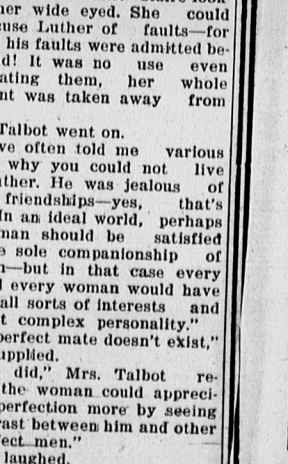 her wide eyed. She could
use Luther of faults—for
his faults were admitted be-
d! It was no use even
ating them, her whole
nt was taken away from
Talbot went on.
ve often told me various
why you could not live
ther. He was jealous of
friendships—yes, that's
In an ideal world, perhaps
man should be satisfied
e sole companionship of
n—but in that case every
d every woman would have
all sorts of interests and
t complex personality."
perfect mate doesn't exist,"
upplied.
did," Mrs. Talbot re-
the woman could appreci-
perfection more by seeing
rast between him and other
fect men."
laughed.